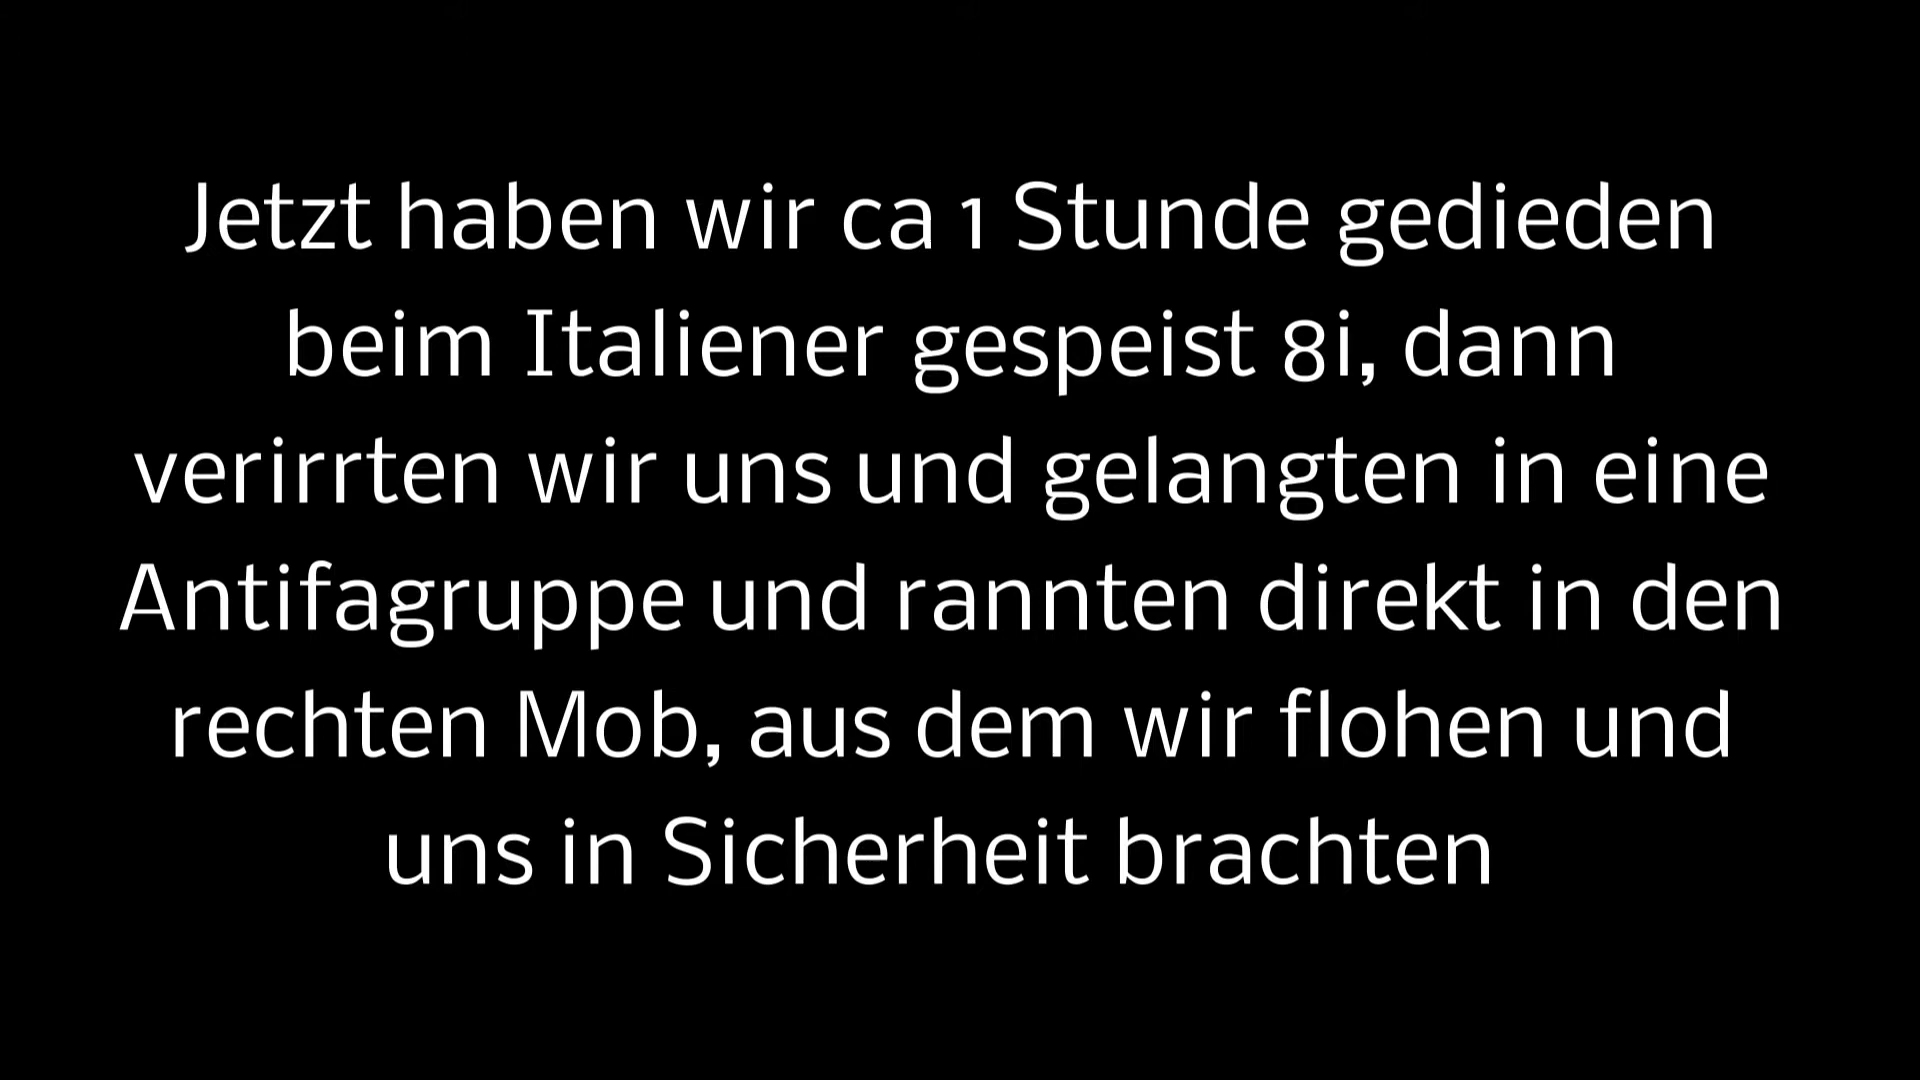 Jetzt haben wir ca 1 Stunde gedieden
beim Italiener gespeist 8i, dann
verirrten wir uns und gelangten in eine
Antifagruppe und rannten direkt in den
rechten Mob, aus dem wir flohen und
uns in Sicherheit brachten